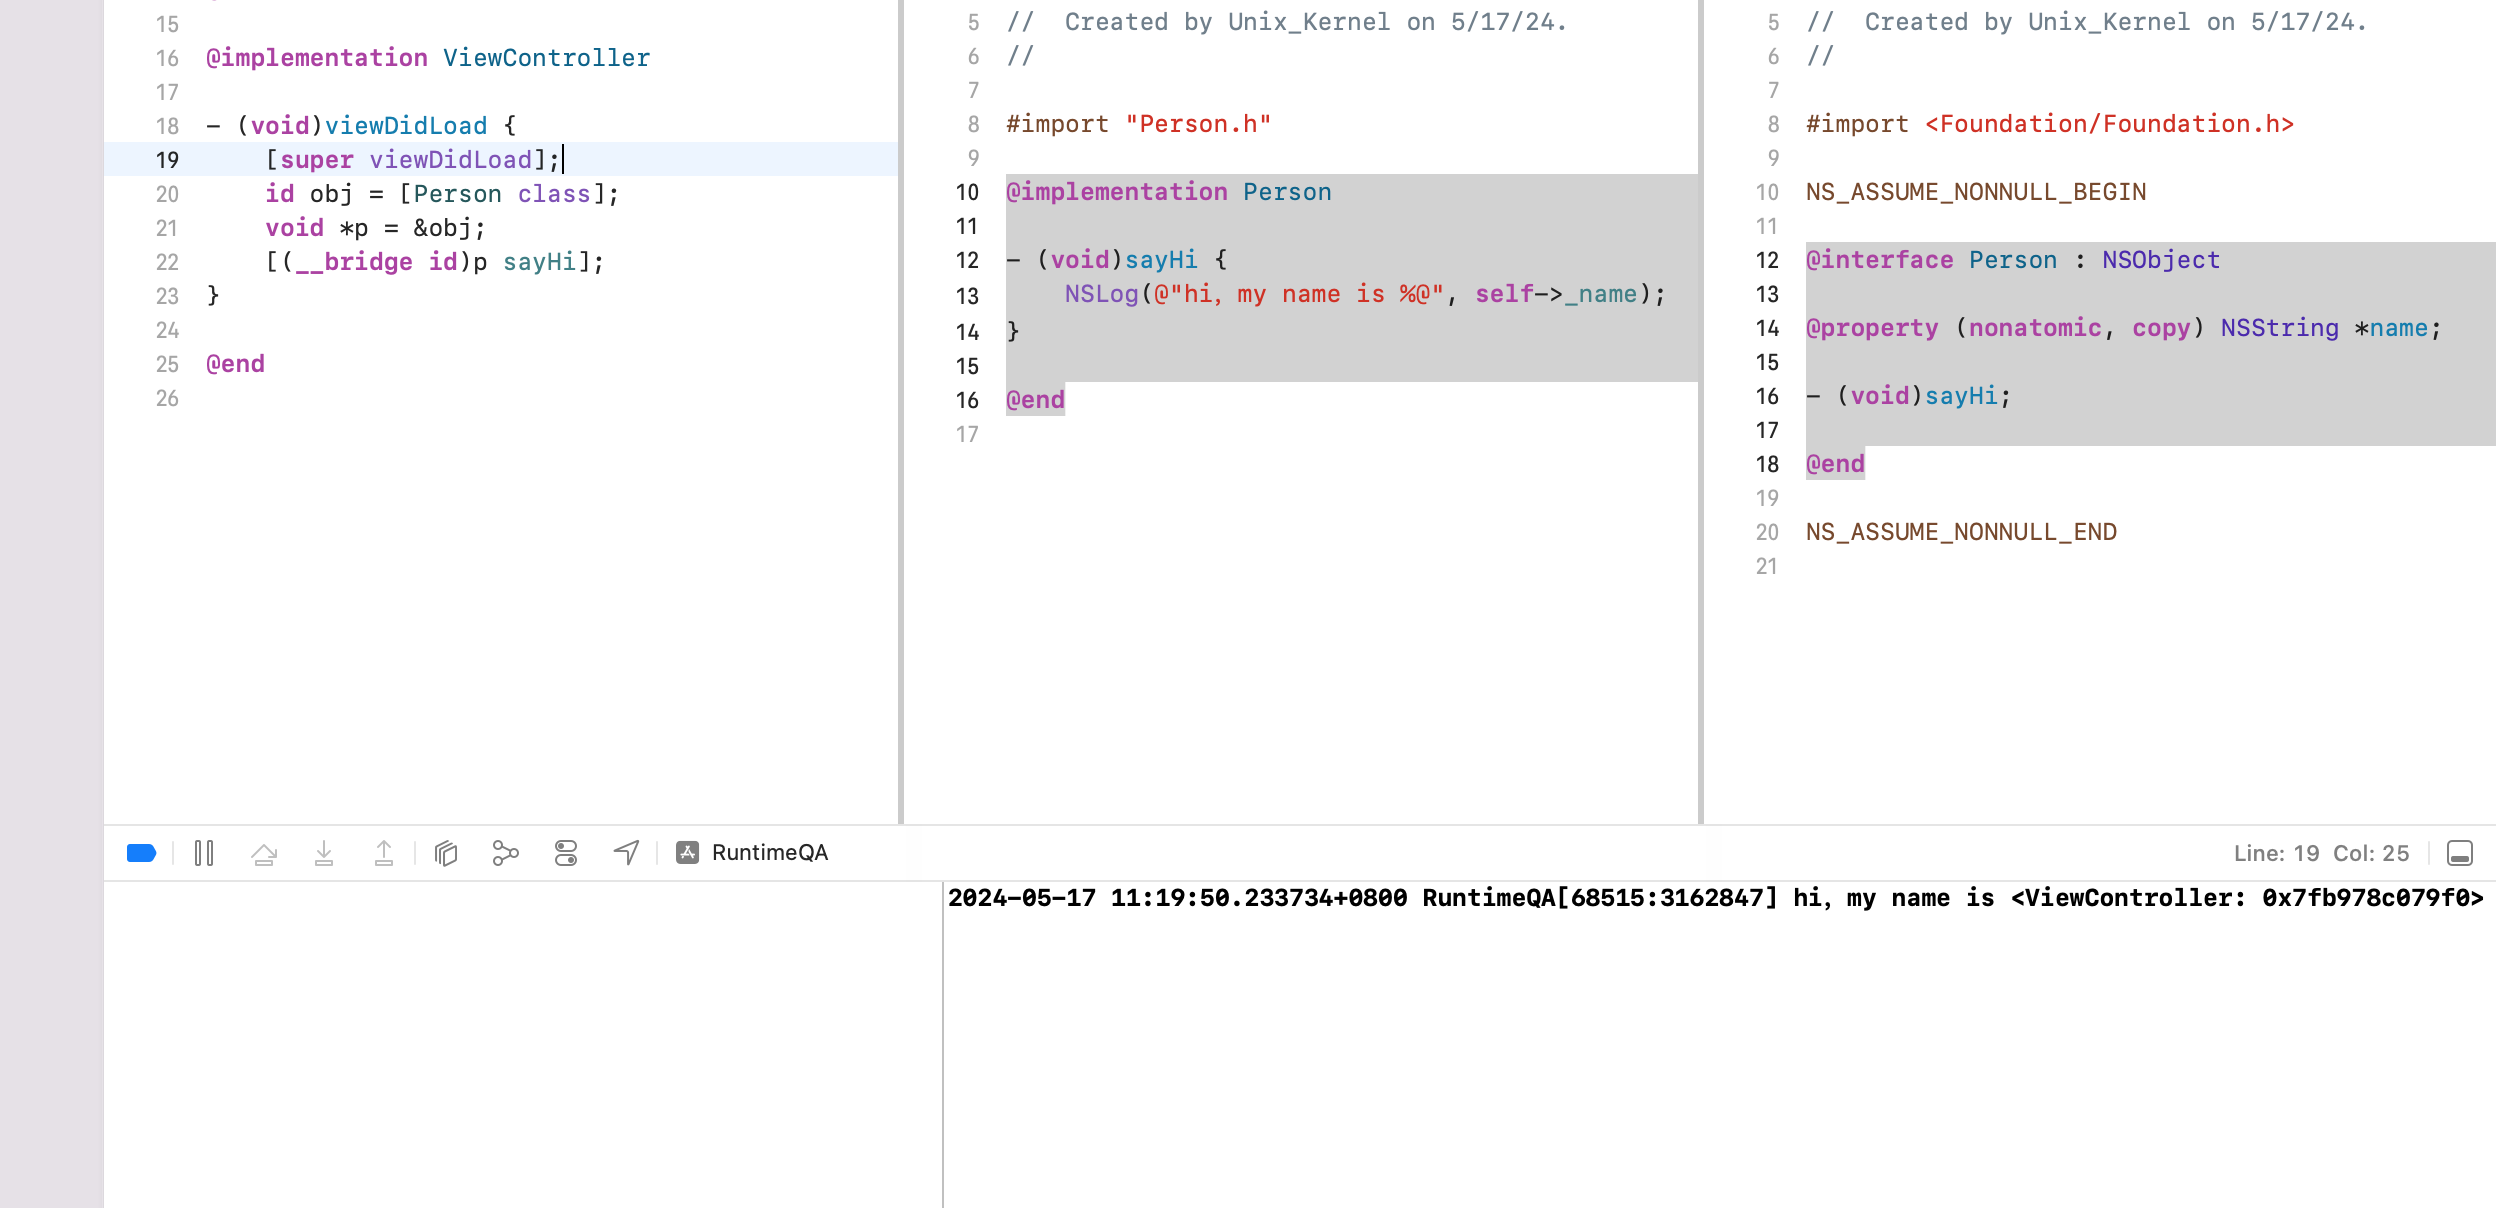 15
16 @implementation ViewController
17
18 - (void)viewDidLoad {
19     [super viewDidLoad];
20     id obj = [Person class];
21     void *p = &obj;
22     [(__bridge id)p sayHi];
23 }
24
25 @end
26
5 //  Created by Unix_Kernel on 5/17/24.
6 //
7
8 #import "Person.h"
9
10 @implementation Person
11
12 - (void)sayHi {
13     NSLog(@"hi, my name is %@", self->_name);
14 }
15
16 @end
17
5 //  Created by Unix_Kernel on 5/17/24.
6 //
7
8 #import <Foundation/Foundation.h>
9
10 NS_ASSUME_NONNULL_BEGIN
11
12 @interface Person : NSObject
13
14 @property (nonatomic, copy) NSString *name;
15
16 - (void)sayHi;
17
18 @end
19
20 NS_ASSUME_NONNULL_END
21
RuntimeQA
Line: 19 Col: 25
2024-05-17 11:19:50.233734+0800 RuntimeQA[68515:3162847] hi, my name is <ViewController: 0x7fb978c079f0>